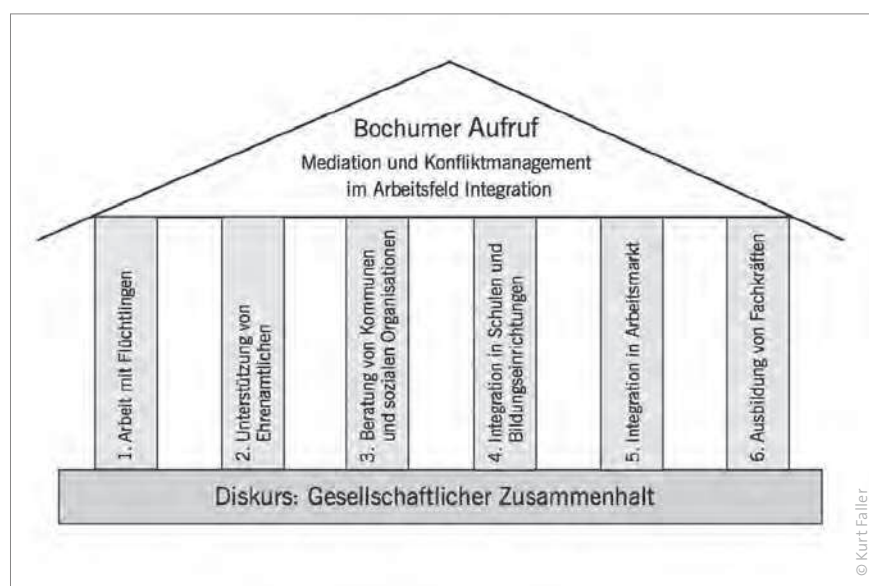 Bochumer Aufruf
Mediation und Konfliktmanagement
im Arbeitsfeld Integration
1. Arbeit mit Flüchtlingen
2. Unterstützung von
Ehrenamtlichen
3. Beratung von Kommunen
und sozialen Organisationen
4. Integration in Schulen und
Bildungseinrichtungen
5. Integration in Arbeitsmarkt
6. Ausbildung von Fachkräften
Diskurs: Gesellschaftlicher Zusammenhalt
© Kurt Faller